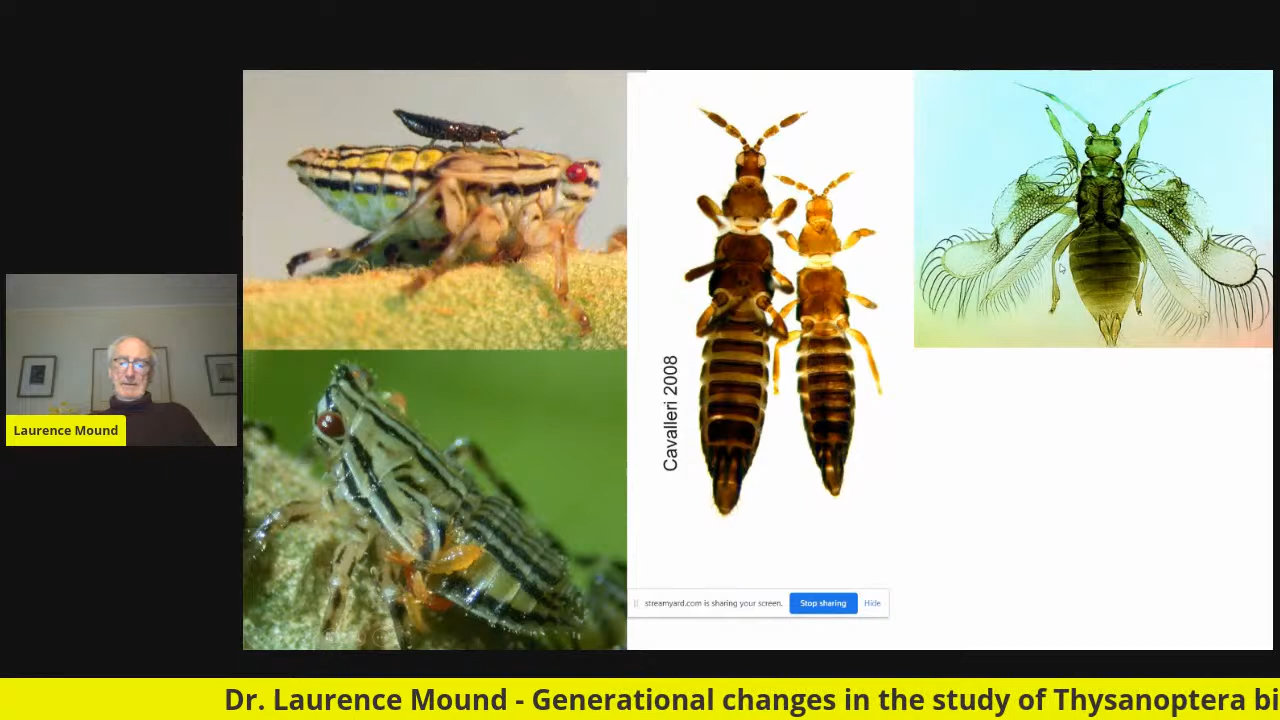 Laurence Mound
Cavalleri 2008
streamyard.com is sharing your screen.
Stop sharing
Hide
Dr. Laurence Mound - Generational changes in the study of Thysanoptera bi